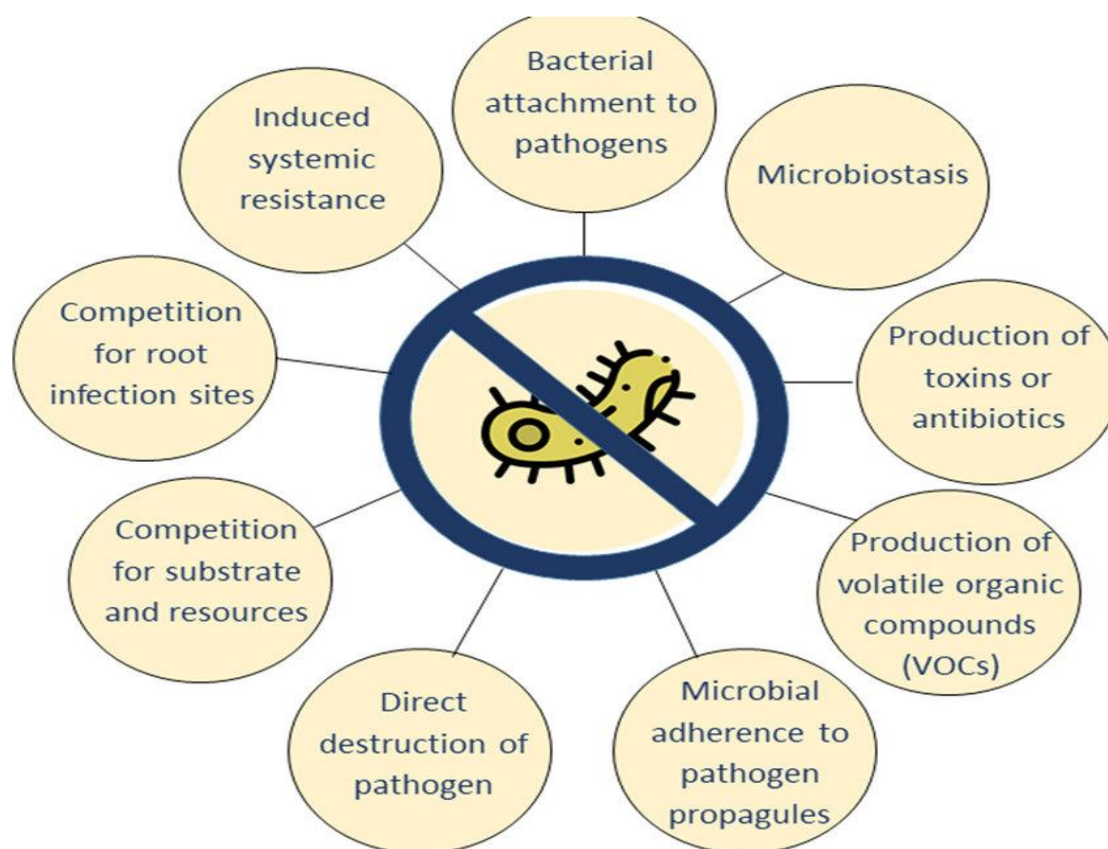 Bacterial
attachment to
pathogens
Microbiostasis
Production of
toxins or
antibiotics
Production of
volatile organic
compounds
(VOCs)
Microbial
adherence to
pathogen
propagules
Direct
destruction of
pathogen
Competition
for substrate
and resources
Competition
for root
infection sites
Induced
systemic
resistance